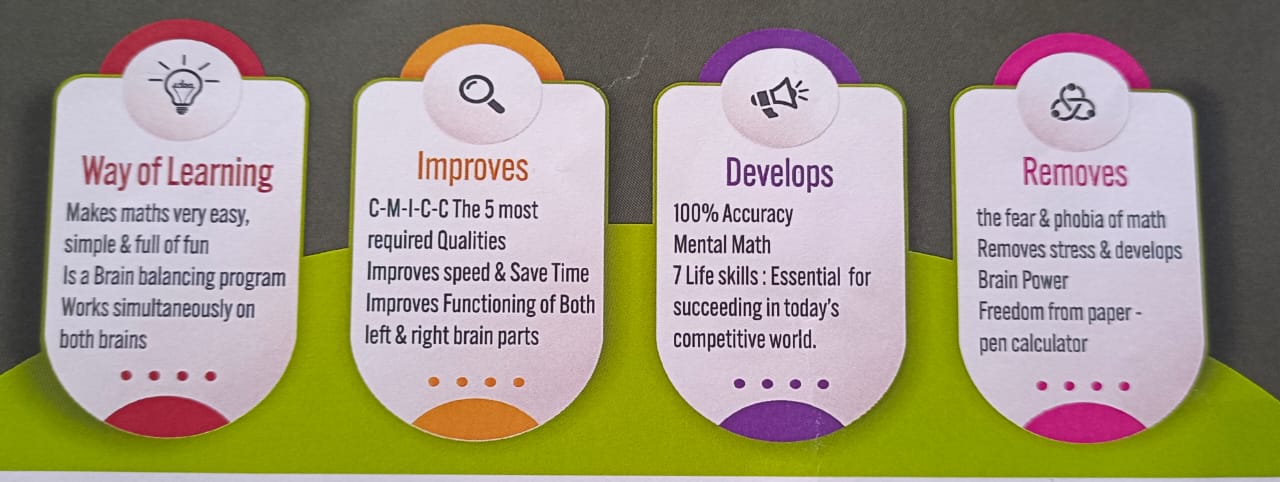 Way of Learning
Makes maths very easy,
simple & full of fun
Is a Brain balancing program
Works simultaneously on
both brains
Improves
C-M-I-C-C The 5 most
required Qualities
Improves speed & Save Time
Improves Functioning of Both
left & right brain parts
Develops
100% Accuracy
Mental Math
7 Life skills : Essential for
succeeding in today's
competitive world.
Removes
the fear & phobia of math
Removes stress & develops
Brain Power
Freedom from paper -
pen calculator